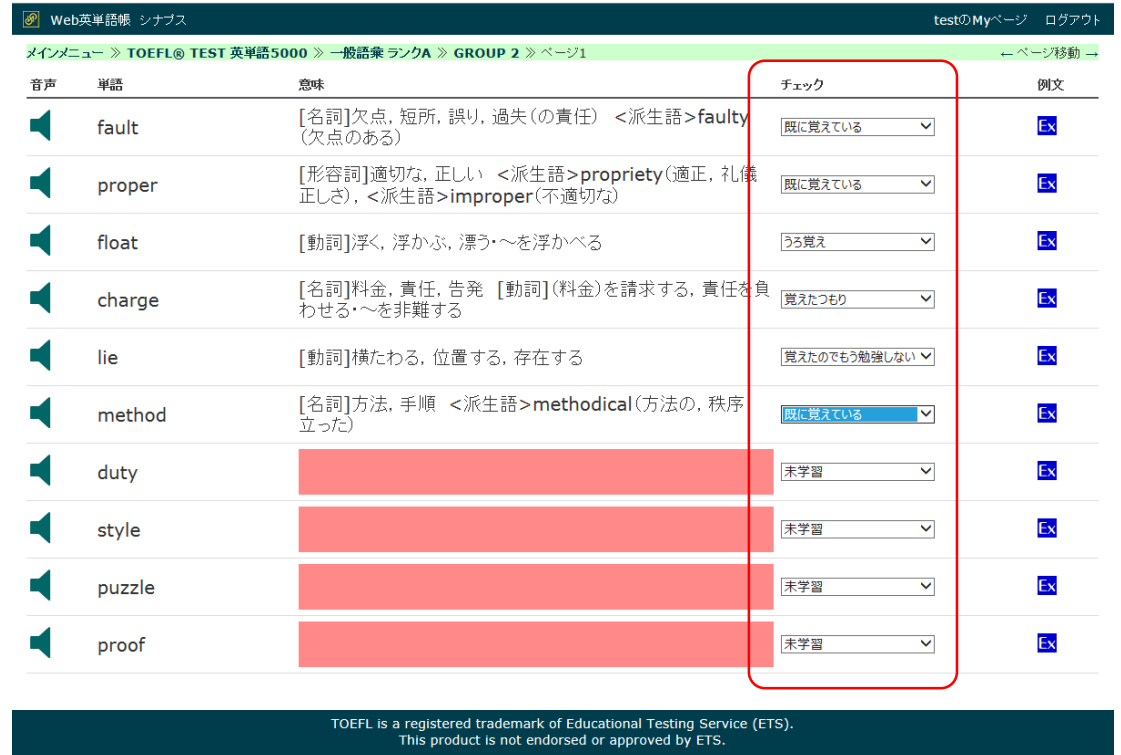 Web英単語帳 シナプス testのMyページ ログアウト
メインメニュー ≫ TOEFL® TEST 英単語5000 ≫ 一般語彙 ランクA ≫ GROUP 2 ≫ ページ1 ← ページ移動 →
音声 単語 意味 チェック 例文
fault [名詞]欠点, 短所, 誤り, 過失(の責任) <派生語>faulty 既に覚えている Ex
(欠点のある)
proper [形容詞]適切な, 正しい <派生語>propriety(適正, 礼儀 既に覚えている Ex
正しさ), <派生語>improper(不適切な)
float [動詞]浮く, 浮かぶ, 漂う・～を浮かべる うろ覚え Ex
charge [名詞]料金, 責任, 告発 [動詞](料金)を請求する, 責任を負 覚えたつもり Ex
わせる・～を非難する
lie [動詞]横たわる, 位置する, 存在する 覚えたのでもう勉強しない Ex
method [名詞]方法, 手順 <派生語>methodical(方法の, 秩序 既に覚えている Ex
立った)
duty 未学習 Ex
style 未学習 Ex
puzzle 未学習 Ex
proof 未学習 Ex
TOEFL is a registered trademark of Educational Testing Service (ETS).
This product is not endorsed or approved by ETS.